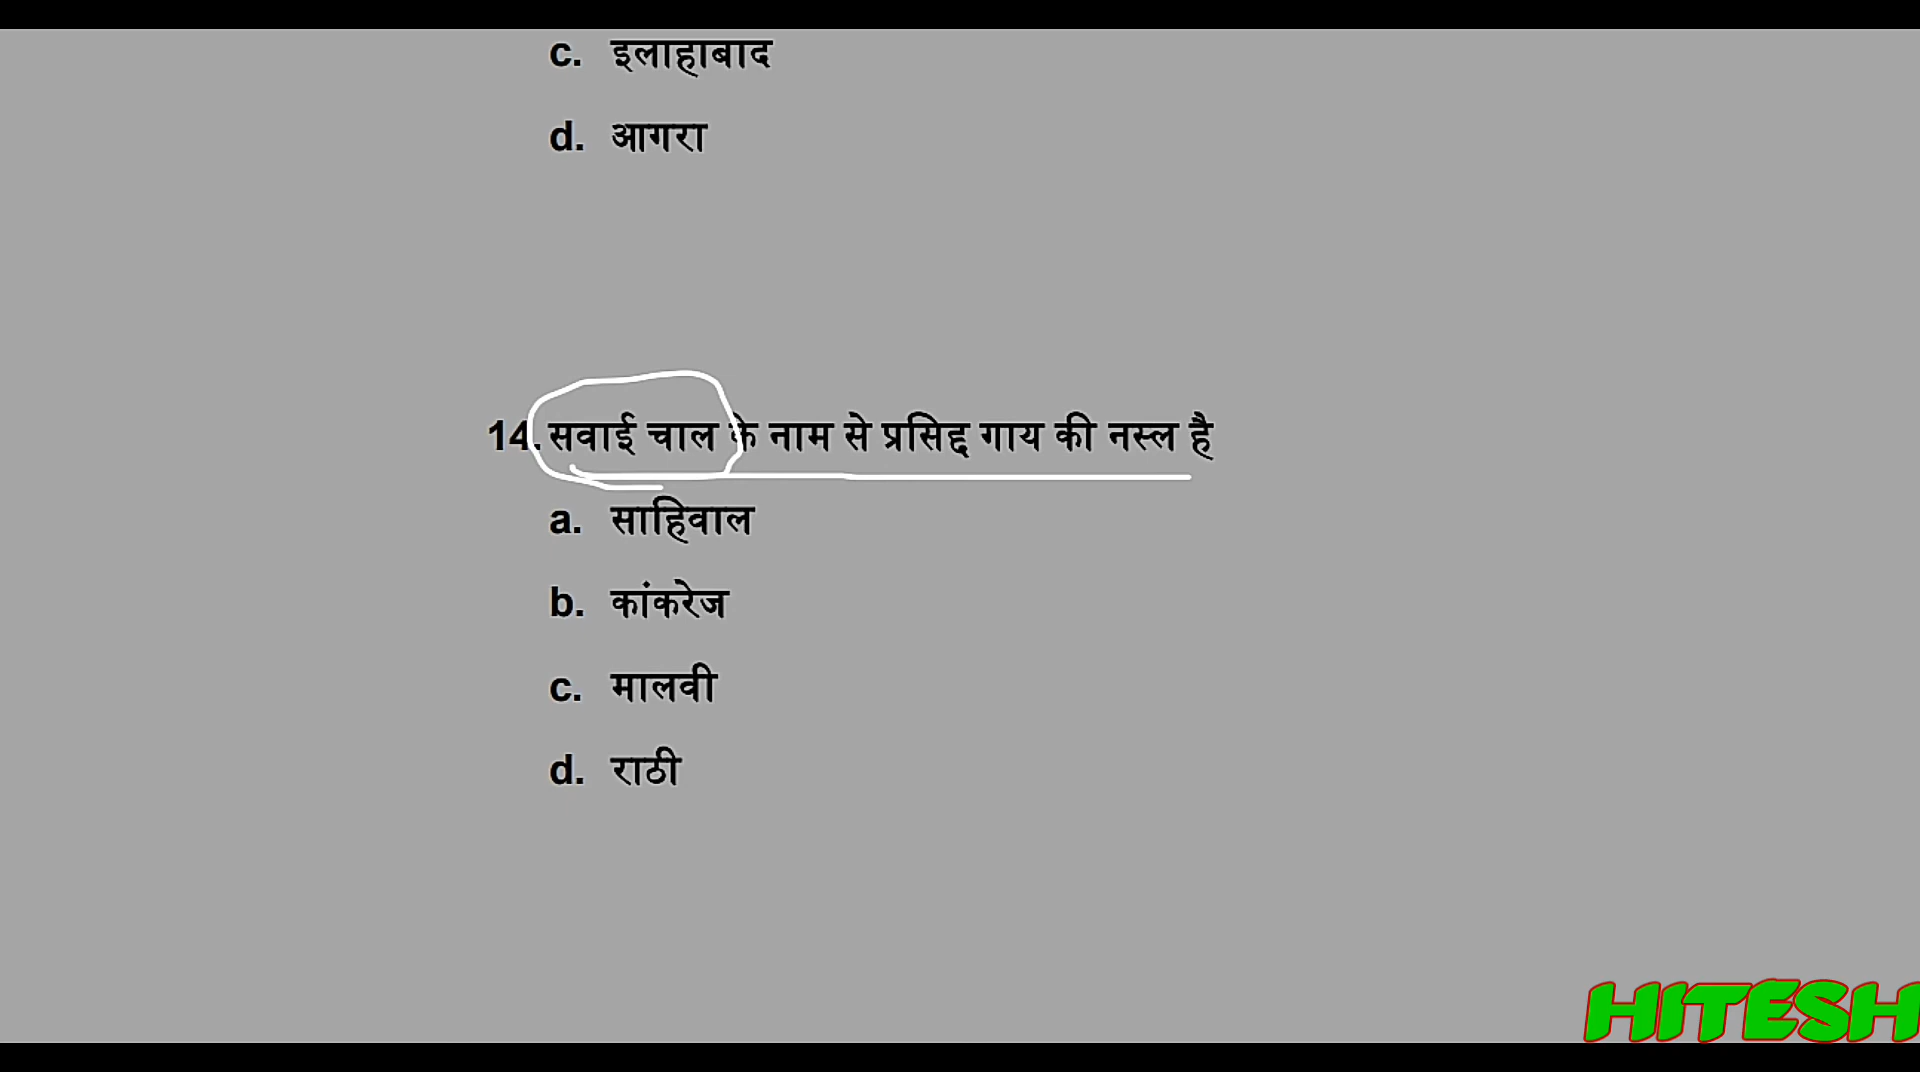 c. इलाहाबाद
d. आगरा
14. सवाई चाल के नाम से प्रसिद्द गाय की नस्ल है
a. साहिवाल
b. कांकरेज
c. मालवी
d. राठी
HITESH